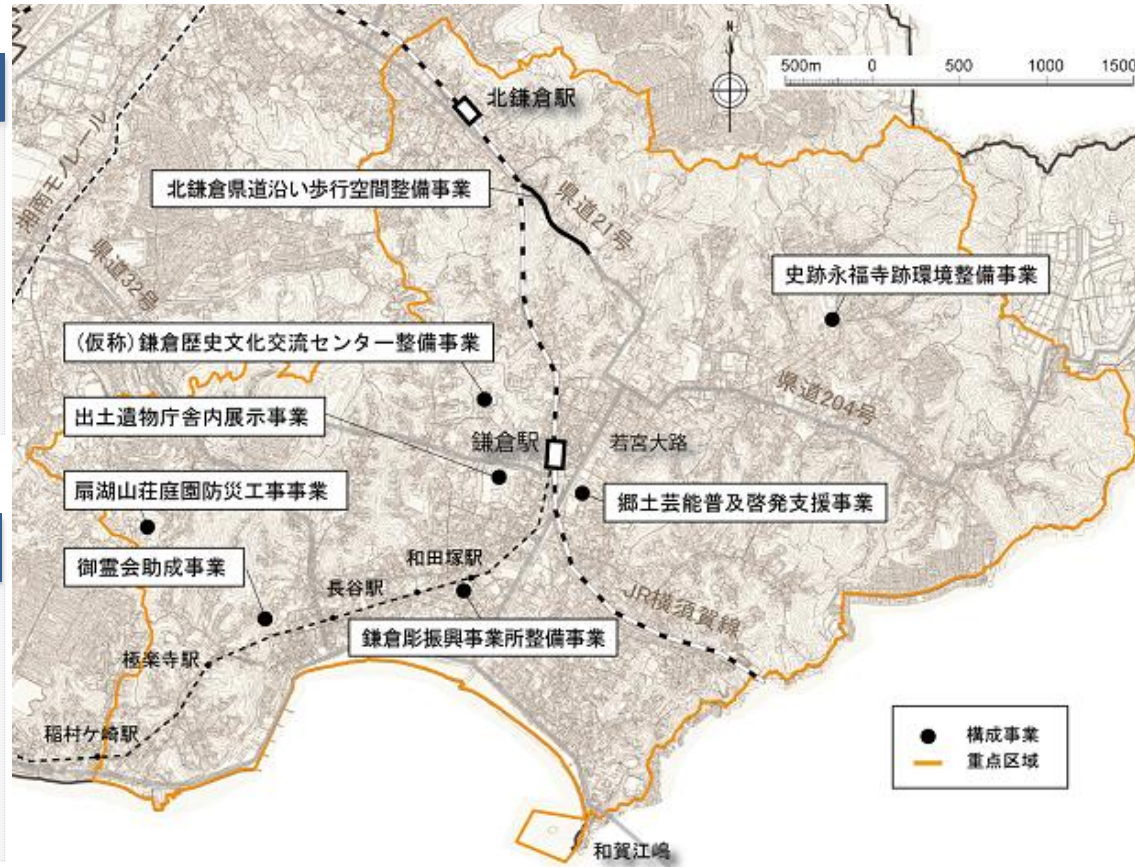 N
500m 0 500 1000 1500
北鎌倉駅
湘南モノレール
北鎌倉県道沿い歩行空間整備事業
県道21号
県道32号
史跡永福寺跡環境整備事業
(仮称)鎌倉歴史文化交流センター整備事業
県道204号
出土遺物庁舎内展示事業
鎌倉駅
若宮大路
扇湖山荘庭園防災工事事業
郷土芸能普及啓発支援事業
御霊会助成事業
和田塚駅
長谷駅
JR横須賀線
鎌倉彫振興事業所整備事業
極楽寺駅
稲村ケ崎駅
構成事業
重点区域
和賀江嶋